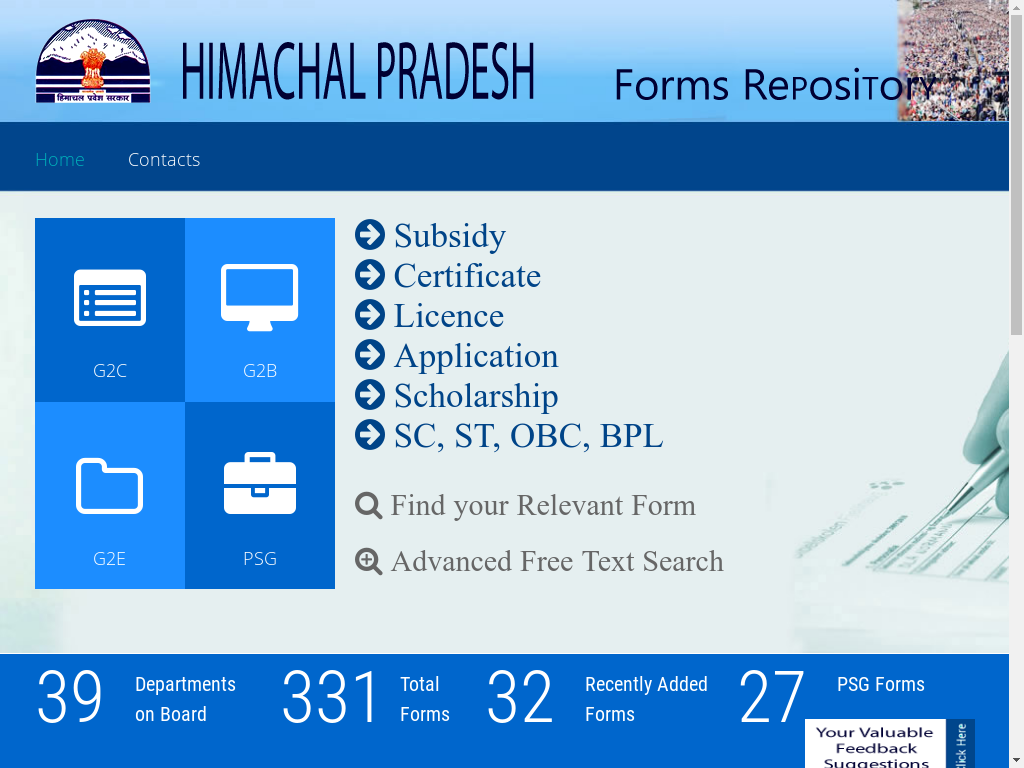 हिमाचल प्रदेश सरकार
HIMACHAL PRADESH
Forms RePosiTorY
Home
Contacts
G2C
G2B
G2E
PSG
Subsidy
Certificate
Licence
Application
Scholarship
SC, ST, OBC, BPL
Find your Relevant Form
Advanced Free Text Search
39
Departments
on Board
331
Total
Forms
32
Recently Added
Forms
27
PSG Forms
Your Valuable
Feedback
Suggestions
Click Here